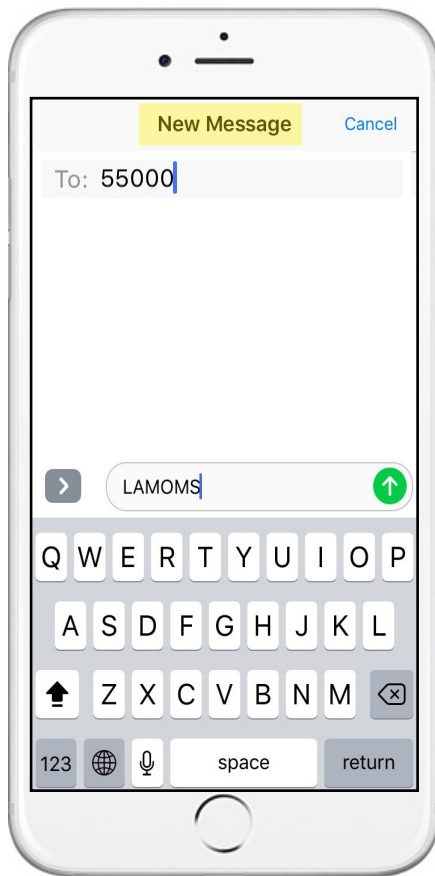 New Message Cancel
To: 55000
LAMOMS
Q W E R T Y U I O P
A S D F G H J K L
Z X C V B N M
123 space return